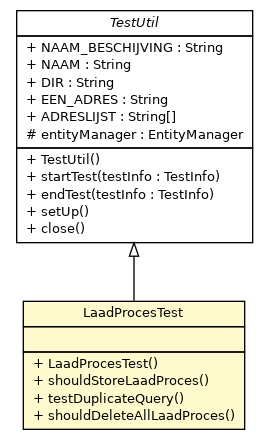 TestUtil
+ NAAM_BESCHIJVING : String
+ NAAM : String
+ DIR : String
+ EEN_ADRES : String
+ ADRESLIJST : String[]
# entityManager : EntityManager
+ TestUtil()
+ startTest(testInfo : TestInfo)
+ endTest(testInfo : TestInfo)
+ setUp()
+ close()
LaadProcesTest
+ LaadProcesTest()
+ shouldStoreLaadProces()
+ testDuplicateQuery()
+ shouldDeleteAllLaadProces()